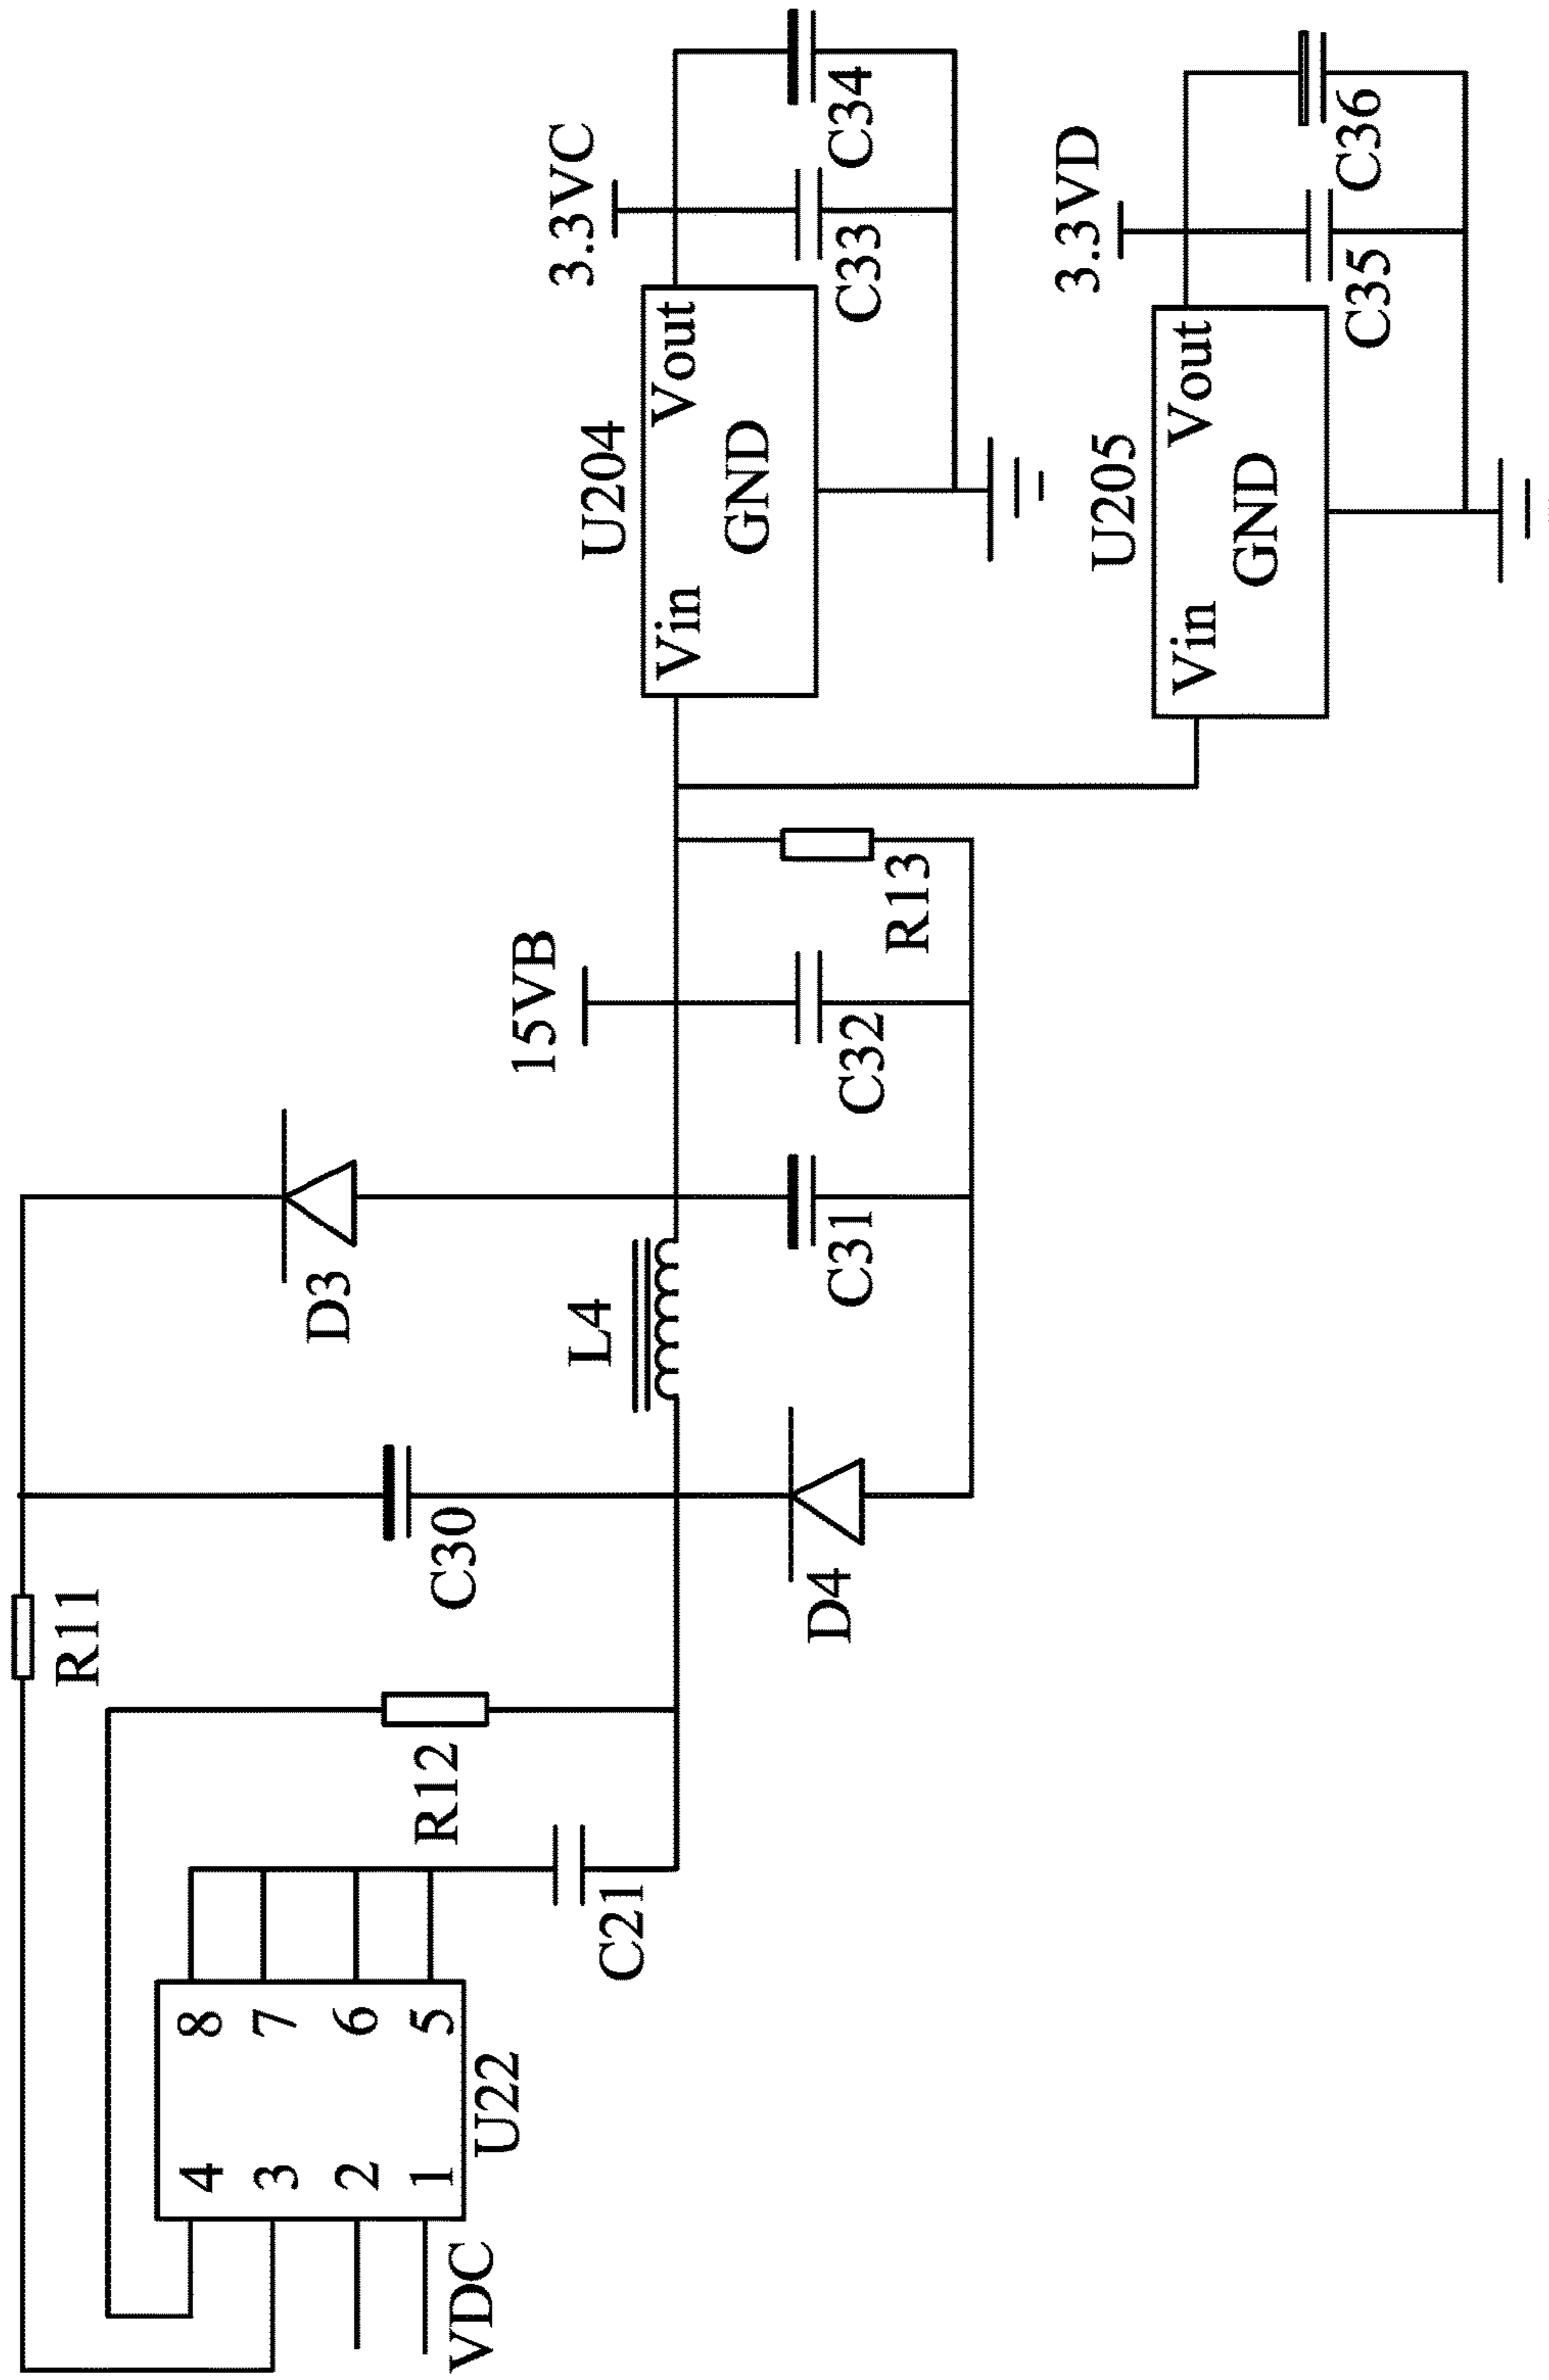 VDC
4 8
3 7
2 6
1 5
U22
R11
R12
C21
C30
D3
D4
L4
C31
15VB
C32
R13
U204
Vin Vout
GND
3.3VC
C33
C34
U205
Vin Vout
GND
3.3VD
C35
C36